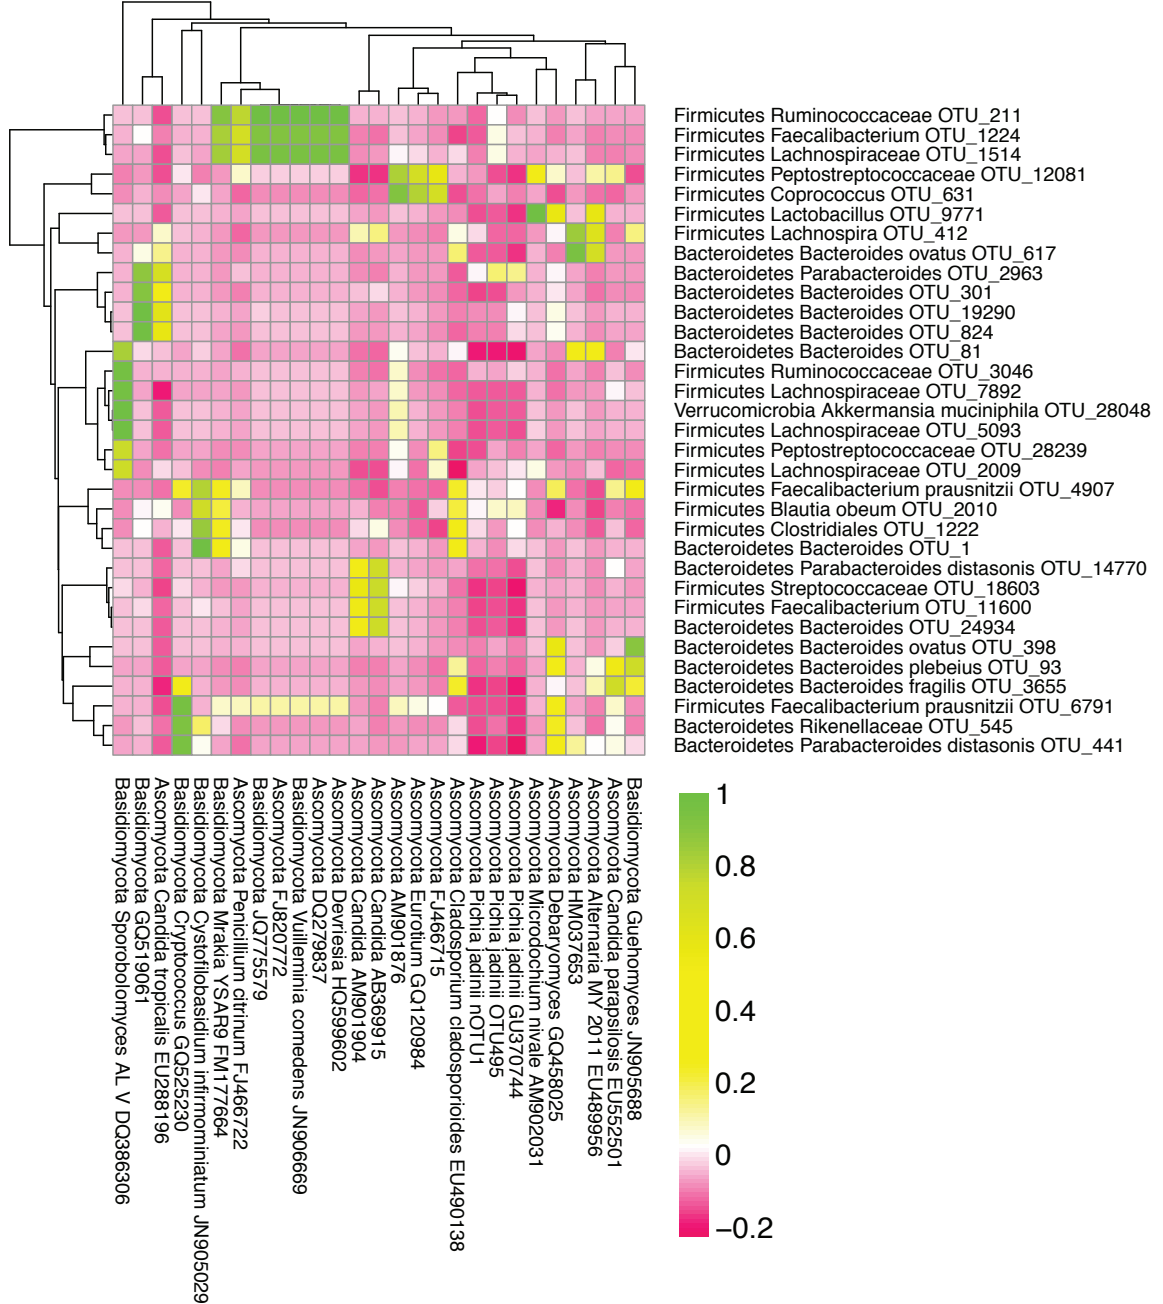 Firmicutes Ruminococcaceae OTU_211
Firmicutes Faecalibacterium OTU_1224
Firmicutes Lachnospiraceae OTU_1514
Firmicutes Peptostreptococcaceae OTU_12081
Firmicutes Coprococcus OTU_631
Firmicutes Lactobacillus OTU_9771
Firmicutes Lachnospira OTU_412
Bacteroidetes Bacteroides ovatus OTU_617
Bacteroidetes Parabacteroides OTU_2963
Bacteroidetes Bacteroides OTU_301
Bacteroidetes Bacteroides OTU_19290
Bacteroidetes Bacteroides OTU_824
Bacteroidetes Bacteroides OTU_81
Firmicutes Ruminococcaceae OTU_3046
Firmicutes Lachnospiraceae OTU_7892
Verrucomicrobia Akkermansia muciniphila OTU_28048
Firmicutes Lachnospiraceae OTU_5093
Firmicutes Peptostreptococcaceae OTU_28239
Firmicutes Lachnospiraceae OTU_2009
Firmicutes Faecalibacterium prausnitzii OTU_4907
Firmicutes Blautia obeum OTU_2010
Firmicutes Clostridiales OTU_1222
Bacteroidetes Bacteroides OTU_1
Bacteroidetes Parabacteroides distasonis OTU_14770
Firmicutes Streptococcaceae OTU_18603
Firmicutes Faecalibacterium OTU_11600
Bacteroidetes Bacteroides OTU_24934
Bacteroidetes Bacteroides ovatus OTU_398
Bacteroidetes Bacteroides plebeius OTU_93
Bacteroidetes Bacteroides fragilis OTU_3655
Firmicutes Faecalibacterium prausnitzii OTU_6791
Bacteroidetes Rikenellaceae OTU_545
Bacteroidetes Parabacteroides distasonis OTU_441
Basidiomycota Sporobolomyces AL V DQ386306
Basidiomycota GQ519061
Ascomycota Candida tropicalis EU288196
Basidiomycota Cryptococcus GQ525230
Basidiomycota Cystofilobasidium infirmominiatum JN905029
Basidiomycota Mrakia YSAR9 FM177664
Ascomycota Penicillium citrinum FJ466722
Basidiomycota JQ775579
Ascomycota FJ820772
Basidiomycota Vuilleminia comedens JN906669
Ascomycota DQ279837
Ascomycota Devriesia HQ599602
Ascomycota Candida AM901904
Ascomycota Candida AB369915
Ascomycota AM901876
Ascomycota Eurotium GQ120984
Ascomycota FJ466715
Ascomycota Cladosporium cladosporioides EU490138
Ascomycota Pichia jadinii nOTU1
Ascomycota Pichia jadinii OTU495
Ascomycota Pichia jadinii GU370744
Ascomycota Microdochium nivale AM902031
Ascomycota Debaryomyces GQ458025
Ascomycota HM037653
Ascomycota Alternaria MY 2011 EU489956
Ascomycota Candida parapsilosis EU552501
Basidiomycota Guehomyces JN905688
1
0.8
0.6
0.4
0.2
0
−0.2